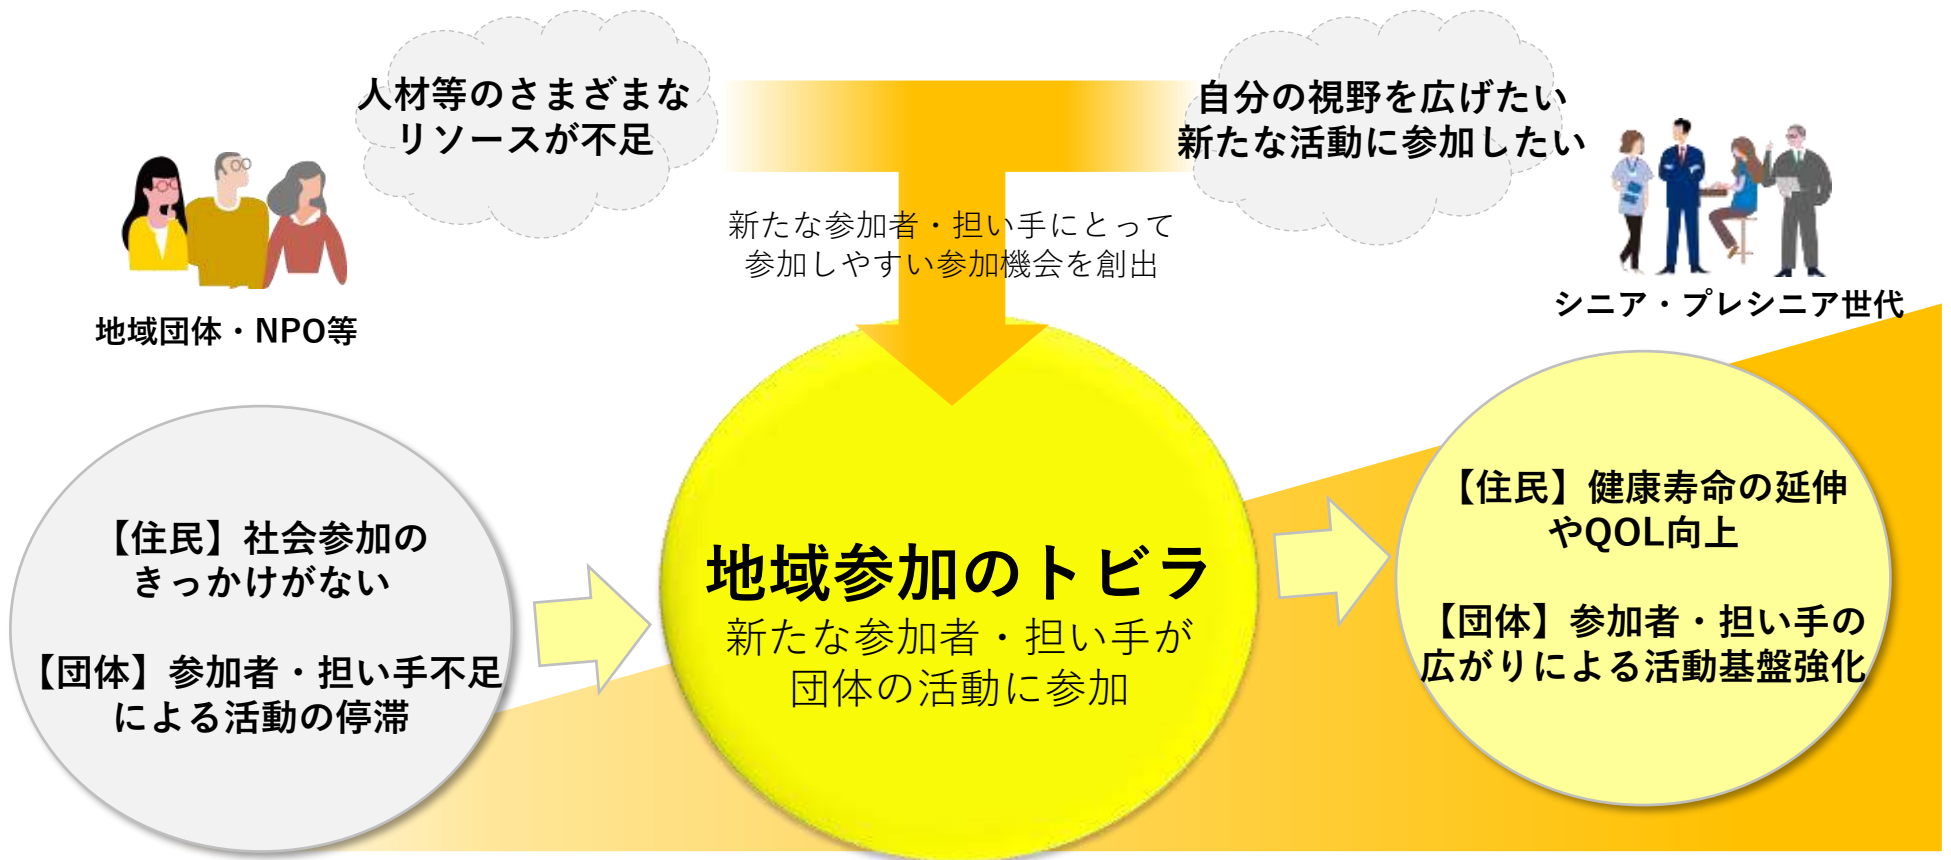 人材等のさまざまな
リソースが不足
自分の視野を広げたい
新たな活動に参加したい
新たな参加者・担い手にとって
参加しやすい参加機会を創出
地域団体・NPO等
シニア・プレシニア世代
【住民】社会参加の
きっかけがない
【団体】参加者・担い手不足
による活動の停滞
地域参加のトビラ
新たな参加者・担い手が
団体の活動に参加
【住民】健康寿命の延伸
やQOL向上
【団体】参加者・担い手の
広がりによる活動基盤強化